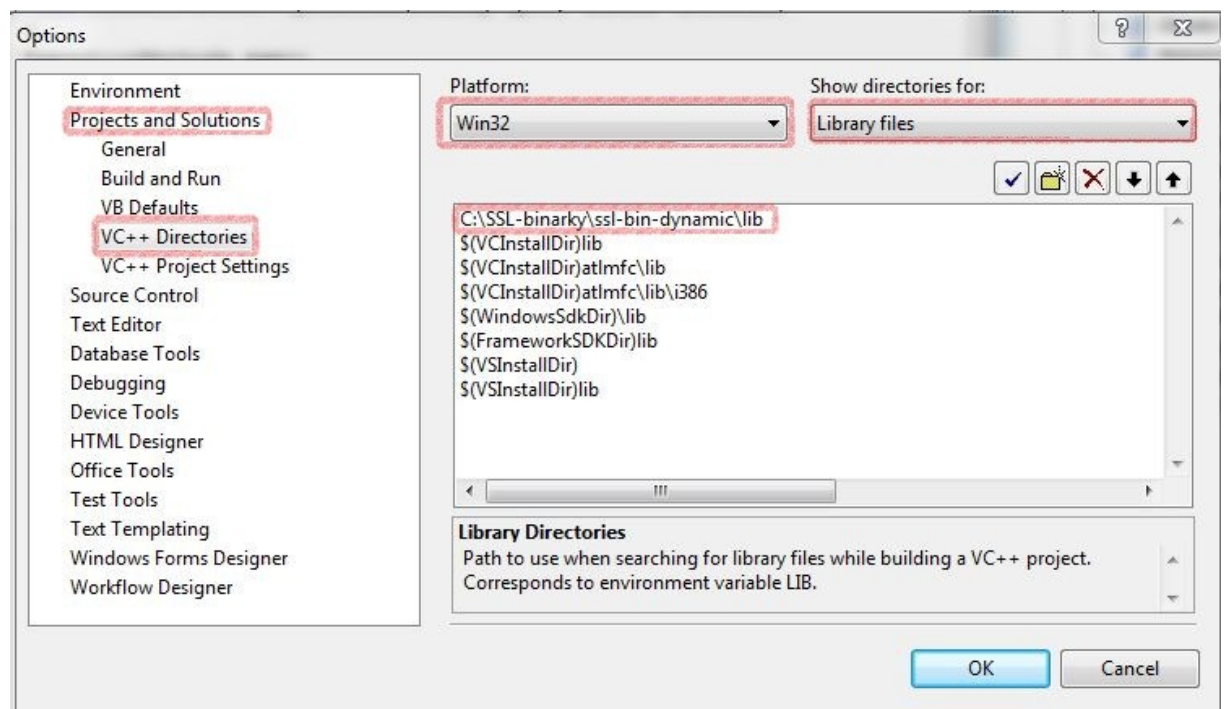 Options
Environment
Projects and Solutions
General
Build and Run
VB Defaults
VC++ Directories
VC++ Project Settings
Source Control
Text Editor
Database Tools
Debugging
Device Tools
HTML Designer
Office Tools
Test Tools
Text Templating
Windows Forms Designer
Workflow Designer
Platform:
Win32
Show directories for:
Library files
C:\SSL-binarky\ssl-bin-dynamic\lib
$(VCInstallDir)lib
$(VCInstallDir)atlmfc\lib
$(VCInstallDir)atlmfc\lib\i386
$(WindowsSdkDir)\lib
$(FrameworkSDKDir)lib
$(VSInstallDir)
$(VSInstallDir)lib
Library Directories
Path to use when searching for library files while building a VC++ project.
Corresponds to environment variable LIB.
OK
Cancel